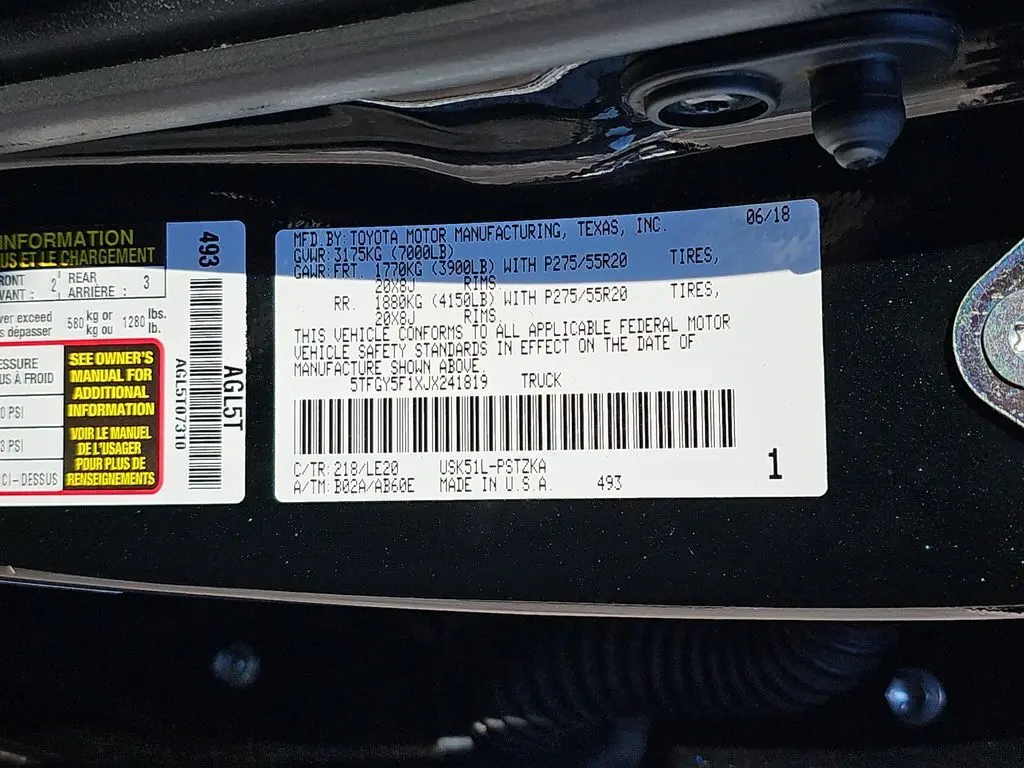 INFORMATION
US ET LE CHARGEMENT
RONT : 2 REAR : 3
VANT : ARRIÈRE :
ver exceed 580 kg or 1280 lbs.
s dépasser kg ou lb.
ESSURE
US À FROID
0 PSI
3 PSI
CI-DESSUS
SEE OWNER'S
MANUAL FOR
ADDITIONAL
INFORMATION
VOIR LE MANUEL
DE L'USAGER
POUR PLUS DE
RENSEIGNEMENTS
493
AGL5T07310
AGL5T
06/18
MFD.BY:TOYOTA MOTOR MANUFACTURING, TEXAS, INC.
GVWR:3175KG (7000LB)
GAWR:FRT. 1770KG (3900LB) WITH P275/55R20 TIRES,
20X8J RIMS
RR. 1880KG (4150LB) WITH P275/55R20 TIRES,
20X8J RIMS.
THIS VEHICLE CONFORMS TO ALL APPLICABLE FEDERAL MOTOR
VEHICLE SAFETY STANDARDS IN EFFECT ON THE DATE OF
MANUFACTURE SHOWN ABOVE.
5TFGY5F1XJX241819 TRUCK
C/TR:218/LE20 USK51L-PSTZKA
A/TM:B02A/AB60E MADE IN U.S.A. 493
1